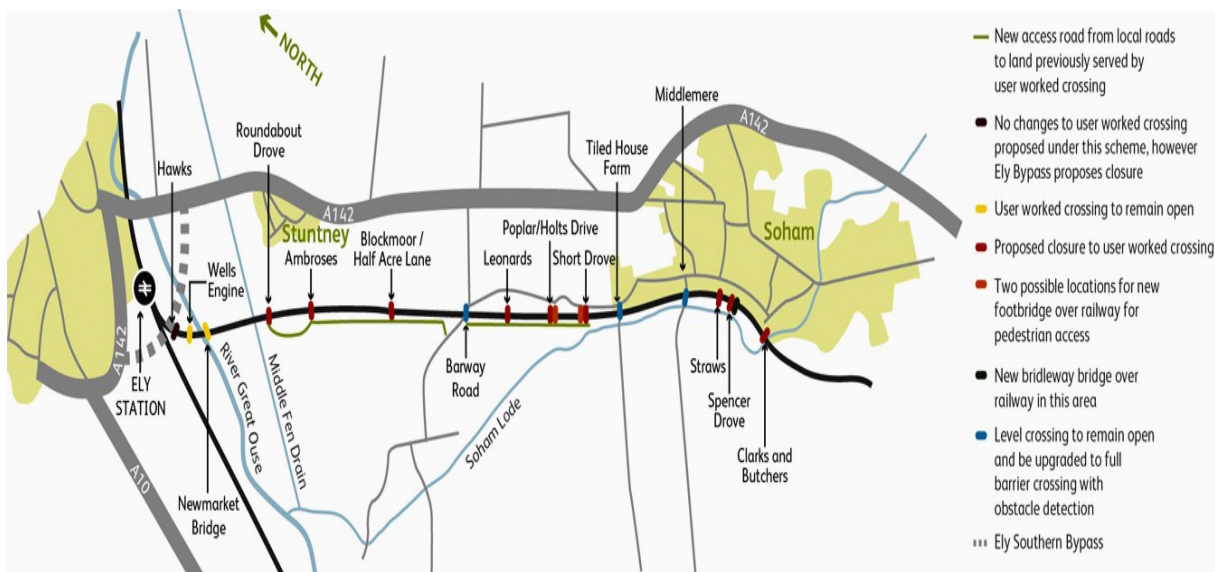 NORTH
Hawks
Roundabout
Drove
A142
Stuntney
Ambroses
Blockmoor /
Half Acre Lane
Leonards
Poplar/Holts Drive
Short Drove
Tiled House
Farm
Middlemere
A142
Soham
Wells
Engine
A142
ELY
STATION
A10
River Great Ouse
Middle Fen Drain
Newmarket
Bridge
Barway
Road
Soham Lode
Straws
Spencer
Drove
Clarks and
Butchers
New access road from local roads
to land previously served by
user worked crossing
No changes to user worked crossing
proposed under this scheme, however
Ely Bypass proposes closure
User worked crossing to remain open
Proposed closure to user worked crossing
Two possible locations for new
footbridge over railway for
pedestrian access
New bridleway bridge over
railway in this area
Level crossing to remain open
and be upgraded to full
barrier crossing with
obstacle detection
Ely Southern Bypass